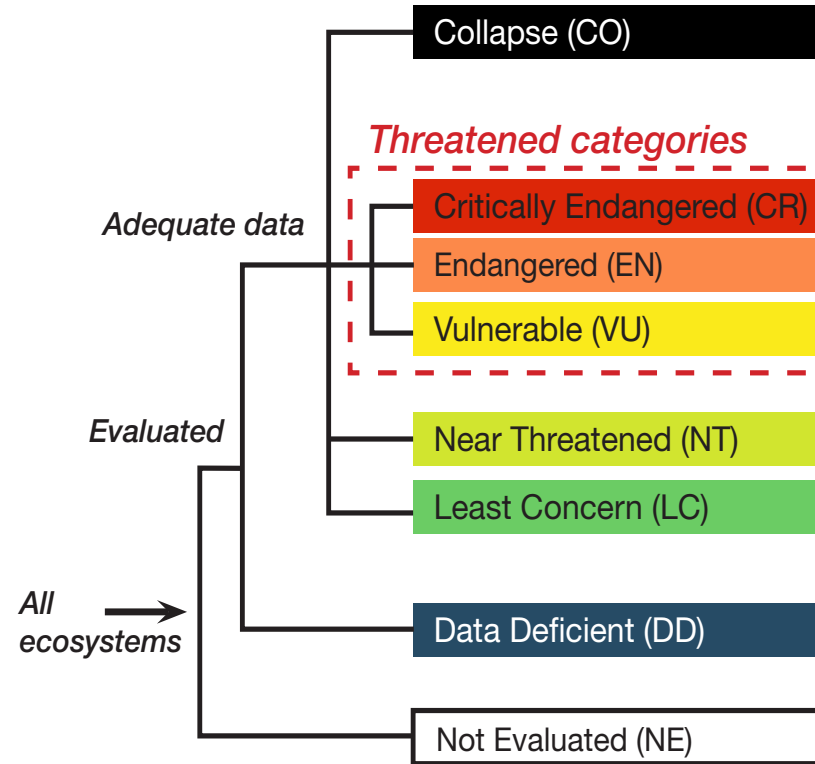 Collapse (CO)
Threatened categories
Critically Endangered (CR)
Adequate data
Endangered (EN)
Vulnerable (VU)
Evaluated
Near Threatened (NT)
Least Concern (LC)
All
ecosystems
Data Deficient (DD)
Not Evaluated (NE)